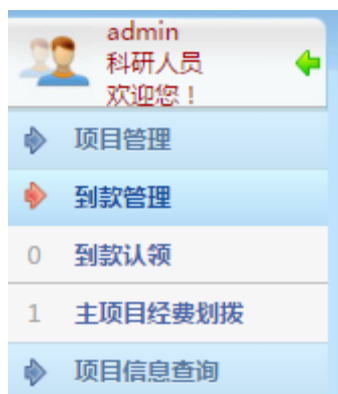 admin
科研人员
欢迎您！
项目管理
到款管理
0 到款认领
1 主项目经费划拨
项目信息查询